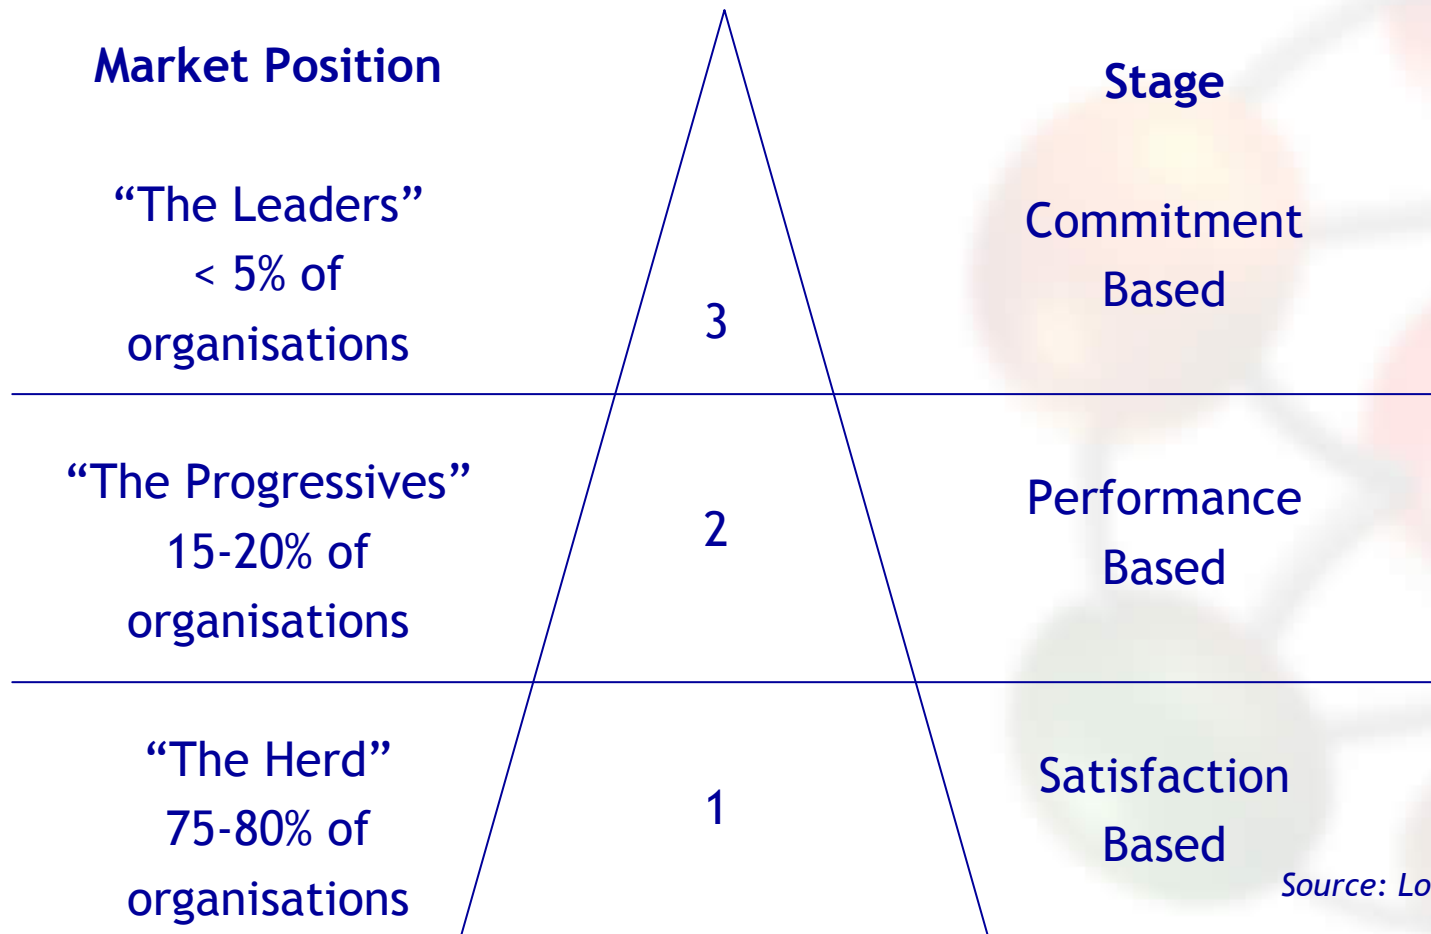 Market Position
Stage
“The Leaders”
< 5% of
organisations
3
Commitment
Based
“The Progressives”
15-20% of
organisations
2
Performance
Based
“The Herd”
75-80% of
organisations
1
Satisfaction
Based
Source: Lo